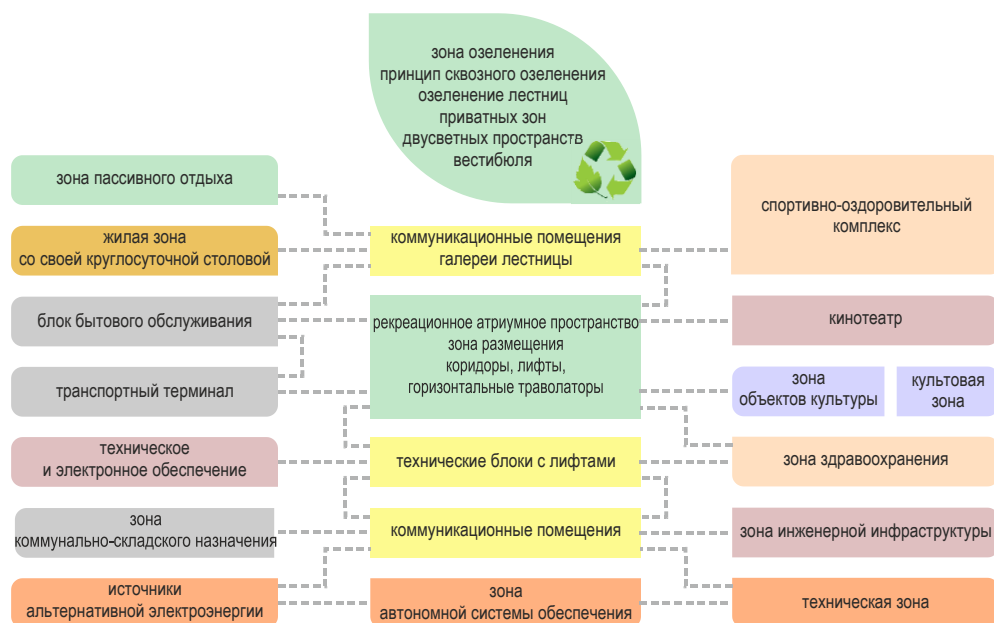 зона озеленения
принцип сквозного озеленения
озеленение лестниц
приватных зон
двусветных пространств
вестибюля
зона пассивного отдыха
жилая зона
со своей круглосуточной столовой
блок бытового обслуживания
транспортный терминал
техническое
и электронное обеспечение
зона
коммунально-складского назначения
источники
альтернативной электроэнергии
коммуникационные помещения
галереи лестницы
рекреационное атриумное пространство
зона размещения
коридоры, лифты,
горизонтальные траволаторы
технические блоки с лифтами
коммуникационные помещения
зона
автономной системы обеспечения
спортивно-оздоровительный
комплекс
кинотеатр
зона
объектов культуры
культовая
зона
зона здравоохранения
зона инженерной инфраструктуры
техническая зона